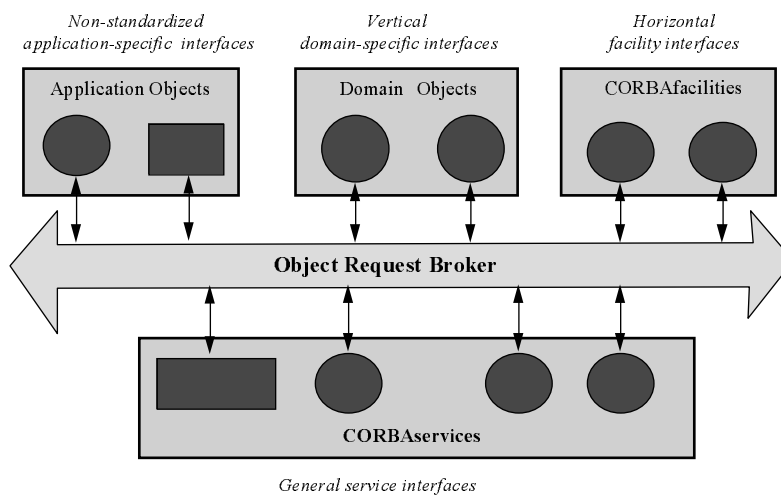 Non-standardized
application-specific interfaces
Vertical
domain-specific interfaces
Horizontal
facility interfaces
Application Objects
Domain Objects
CORBAfacilities
Object Request Broker
CORBAservices
General service interfaces